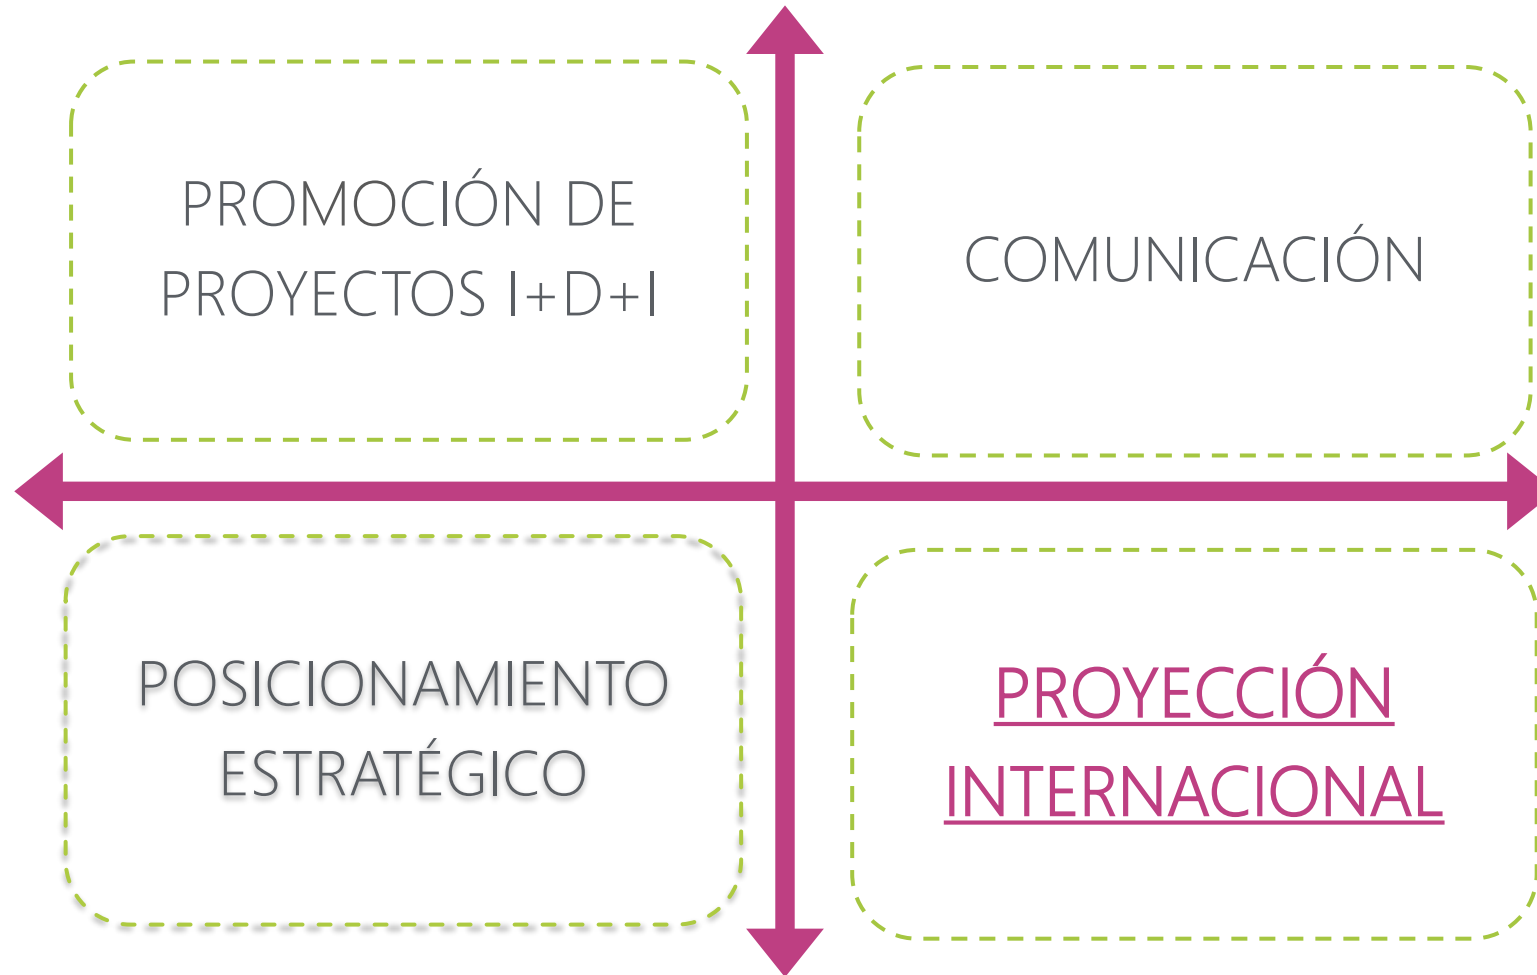 PROMOCIÓN DE
PROYECTOS I+D+I
COMUNICACIÓN
POSICIONAMIENTO
ESTRATÉGICO
PROYECCIÓN
INTERNACIONAL